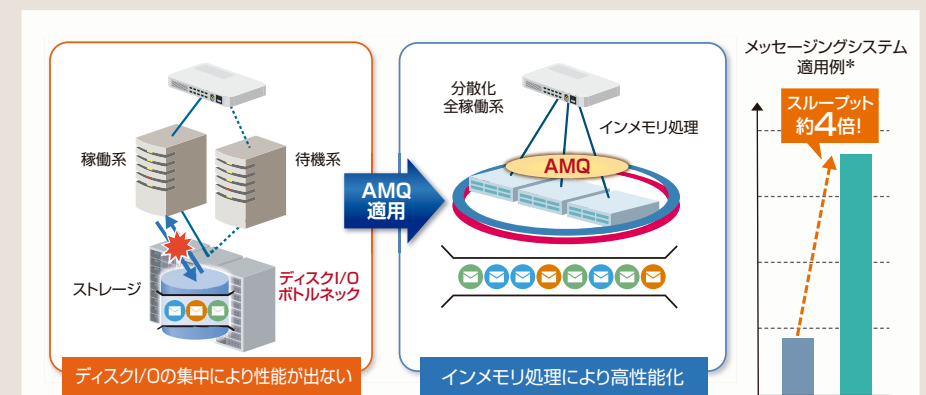 稼働系
待機系
ストレージ
ディスクI/O
ボトルネック
ディスクI/Oの集中により性能が出ない
AMQ
適用
分散化
全稼働系
インメモリ処理
AMQ
インメモリ処理により高性能化
メッセージングシステム
適用例*
スループット
約4倍!